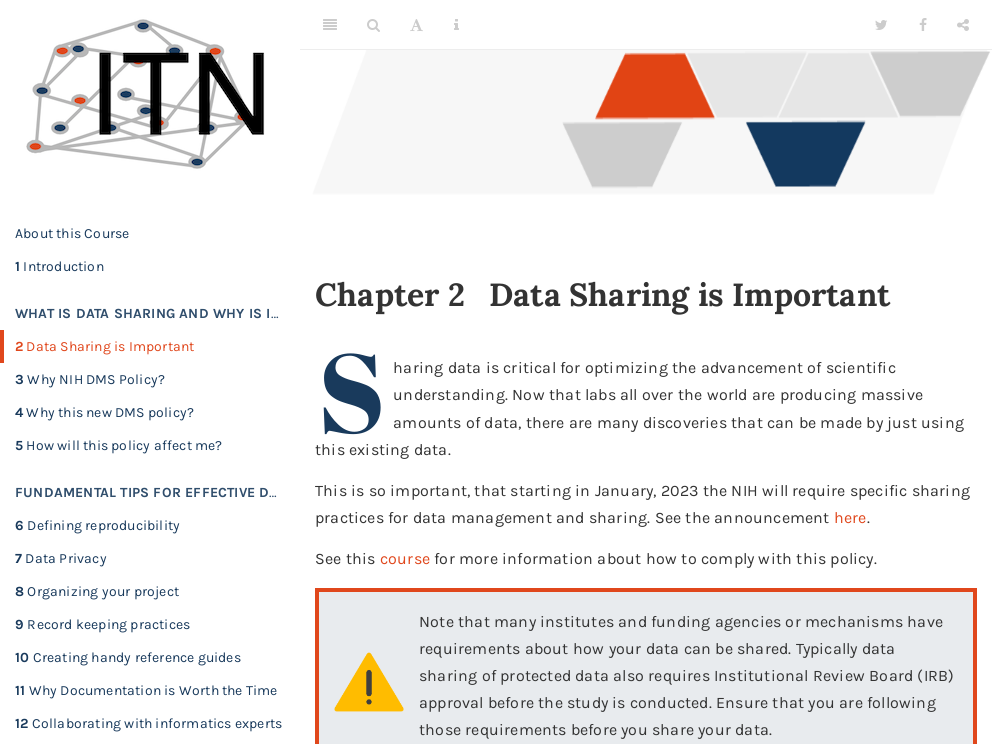 ITN
About this Course
1 Introduction
WHAT IS DATA SHARING AND WHY IS I…
2 Data Sharing is Important
3 Why NIH DMS Policy?
4 Why this new DMS policy?
5 How will this policy affect me?
FUNDAMENTAL TIPS FOR EFFECTIVE D…
6 Defining reproducibility
7 Data Privacy
8 Organizing your project
9 Record keeping practices
10 Creating handy reference guides
11 Why Documentation is Worth the Time
12 Collaborating with informatics experts
A
Chapter 2 Data Sharing is Important
Sharing data is critical for optimizing the advancement of scientific
understanding. Now that labs all over the world are producing massive
amounts of data, there are many discoveries that can be made by just using
this existing data.
This is so important, that starting in January, 2023 the NIH will require specific sharing
practices for data management and sharing. See the announcement here.
See this course for more information about how to comply with this policy.
Note that many institutes and funding agencies or mechanisms have
requirements about how your data can be shared. Typically data
sharing of protected data also requires Institutional Review Board (IRB)
approval before the study is conducted. Ensure that you are following
those requirements before you share your data.